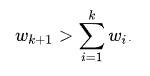 w_{k+1} > \sum_{i=1}^{k} w_i.